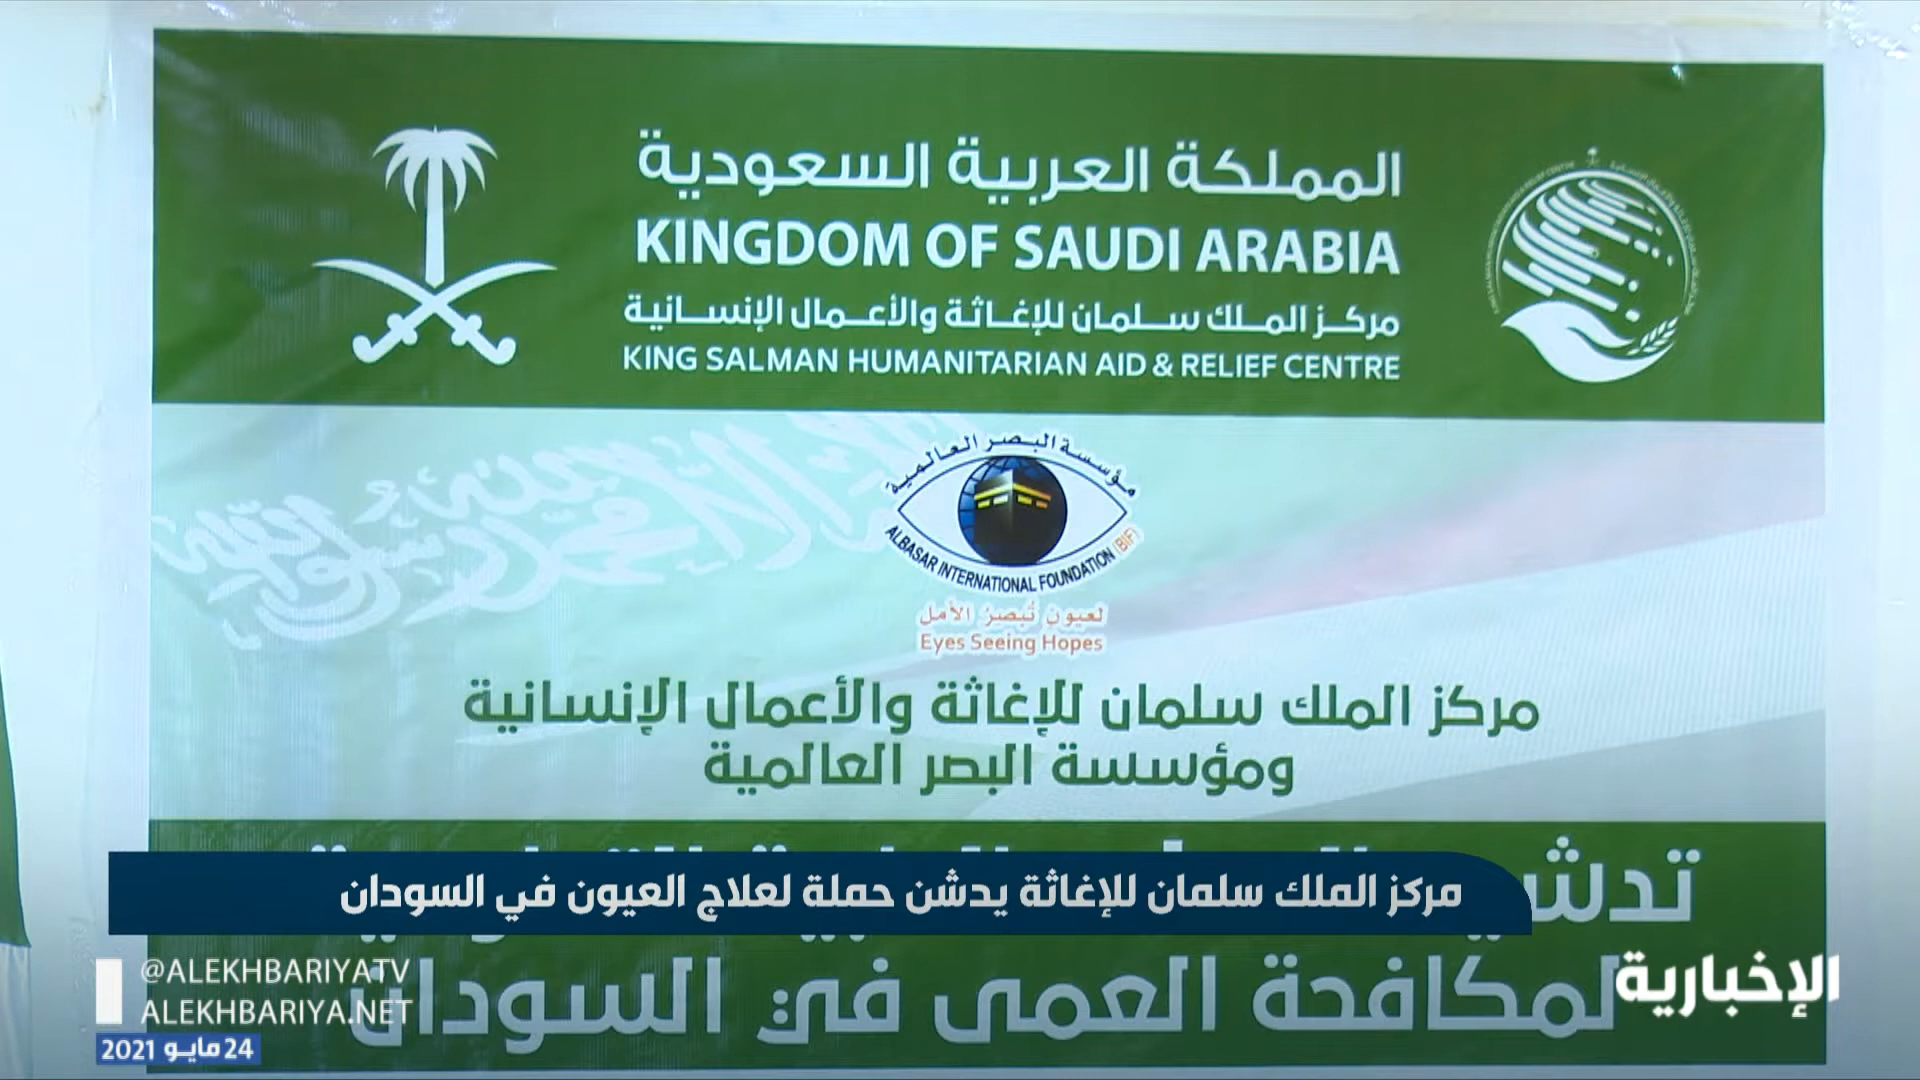 المملكة العربية السعودية
KINGDOM OF SAUDI ARABIA
مركز الملك سلمان للإغاثة والأعمال الإنسانية
KING SALMAN HUMANITARIAN AID & RELIEF CENTRE
مؤسسة البصر العالمية
ALBASAR INTERNATIONAL FOUNDATION (BIF)
لعيونٍ تُبصِرُ الأمل
Eyes Seeing Hopes
مركز الملك سلمان للإغاثة والأعمال الإنسانية
ومؤسسة البصر العالمية
مركز الملك سلمان للإغاثة يدشن حملة لعلاج العيون في السودان
لمكافحة العمى في السودان
الإخبارية
@ALEKHBARIYATV
ALEKHBARIYA.NET
24 مايو 2021